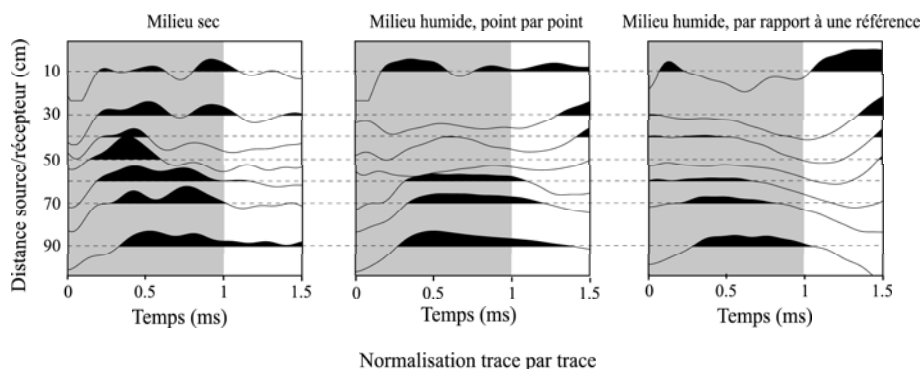 Milieu sec
Milieu humide, point par point
Milieu humide, par rapport à une référence
Distance source/récepteur (cm)
10
30
50
70
90
0
0.5
1
1.5
0
0.5
1
1.5
0
0.5
1
1.5
Temps (ms)
Temps (ms)
Temps (ms)
Normalisation trace par trace